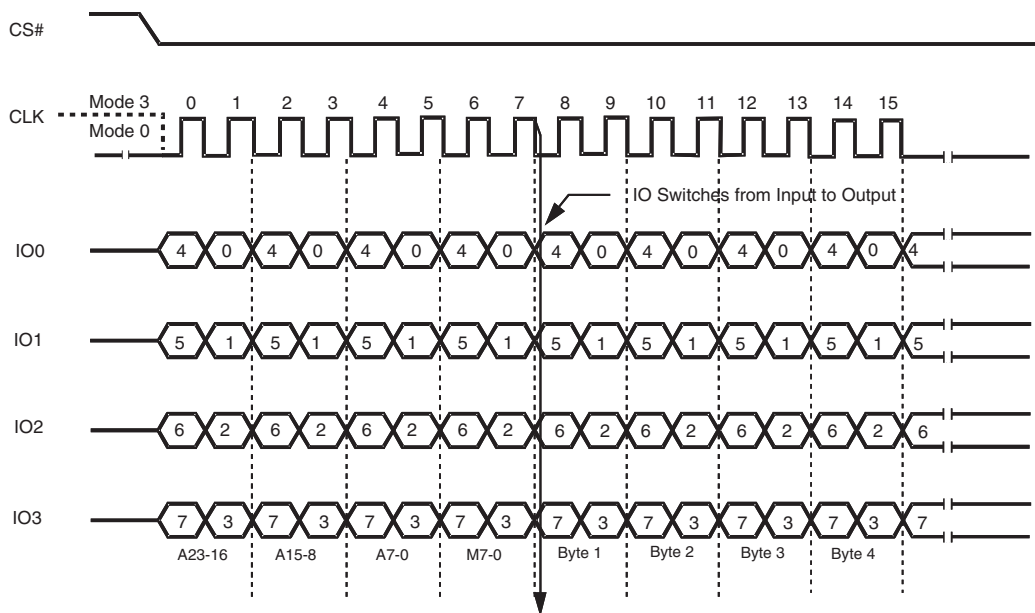 CS#
Mode 3
0 1 2 3 4 5 6 7 8 9 10 11 12 13 14 15
CLK
Mode 0
IO Switches from Input to Output
IO0 4 0 4 0 4 0 4 0 4 0 4 0 4 0 4 0 4
IO1 5 1 5 1 5 1 5 1 5 1 5 1 5 1 5 1 5
IO2 6 2 6 2 6 2 6 2 6 2 6 2 6 2 6 2 6
IO3 7 3 7 3 7 3 7 3 7 3 7 3 7 3 7 3 7
A23-16 A15-8 A7-0 M7-0 Byte 1 Byte 2 Byte 3 Byte 4